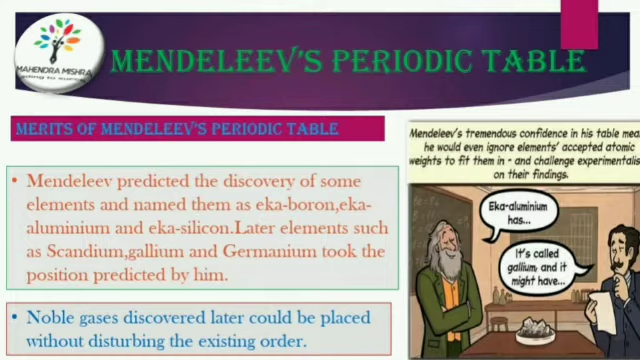 MAHENDRA MISHRA
MENDELEEV'S PERIODIC TABLE
MERITS OF MENDELEEV'S PERIODIC TABLE
• Mendeleev predicted the discovery of some
elements and named them as eka-boron,eka-
aluminium and eka-silicon.Later elements such
as Scandium,gallium and Germanium took the
position predicted by him.
• Noble gases discovered later could be placed
without disturbing the existing order.
Mendeleev's tremendous confidence in his table mea
he would even ignore elements' accepted atomic
weights to fit them in - and challenge experimentalis
on their findings.
Eka-aluminium
has...
It's called
gallium, and it
might have...